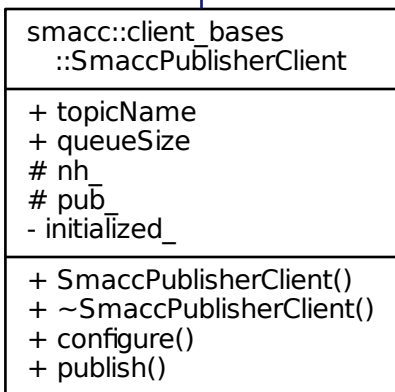 smacc::client_bases
::SmaccPublisherClient
+ topicName
+ queueSize
# nh_
# pub_
- initialized_
+ SmaccPublisherClient()
+ ~SmaccPublisherClient()
+ configure()
+ publish()